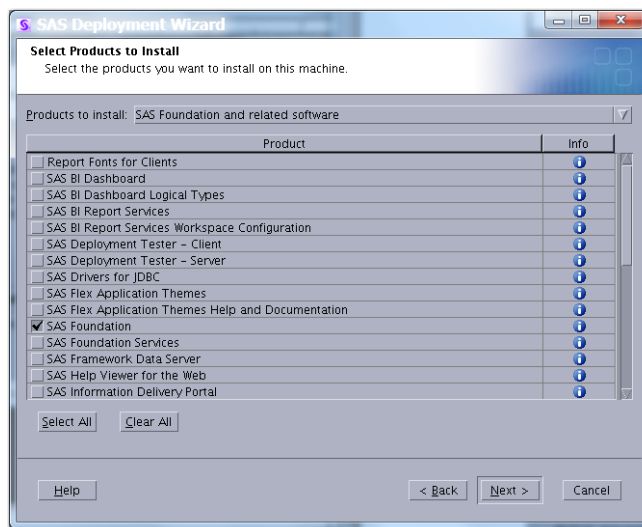 SAS Deployment Wizard
Select Products to Install
Select the products you want to install on this machine.
Products to install: SAS Foundation and related software
Product Info
Report Fonts for Clients
SAS BI Dashboard
SAS BI Dashboard Logical Types
SAS BI Report Services
SAS BI Report Services Workspace Configuration
SAS Deployment Tester - Client
SAS Deployment Tester - Server
SAS Drivers for JDBC
SAS Flex Application Themes
SAS Flex Application Themes Help and Documentation
SAS Foundation
SAS Foundation Services
SAS Framework Data Server
SAS Help Viewer for the Web
SAS Information Delivery Portal
Select All Clear All
Help < Back Next > Cancel